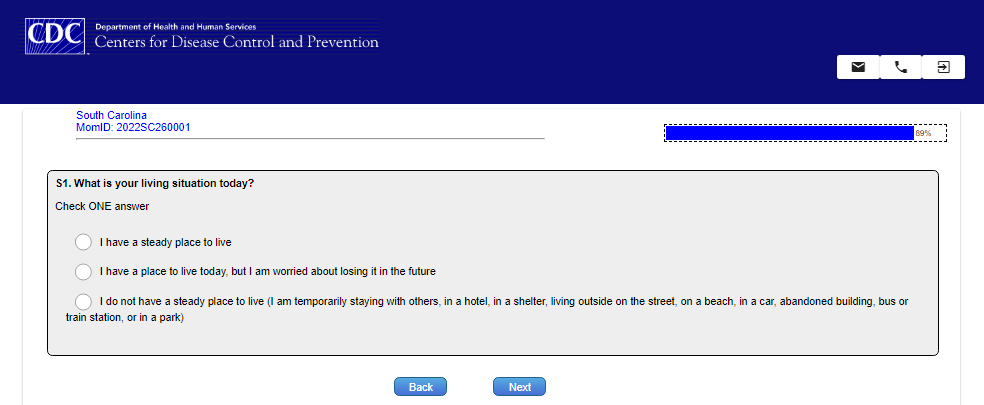 CDC
Department of Health and Human Services
Centers for Disease Control and Prevention
South Carolina
MomID: 2022SC260001
89%
S1. What is your living situation today?
Check ONE answer
I have a steady place to live
I have a place to live today, but I am worried about losing it in the future
I do not have a steady place to live (I am temporarily staying with others, in a hotel, in a shelter, living outside on the street, on a beach, in a car, abandoned building, bus or
train station, or in a park)
Back
Next